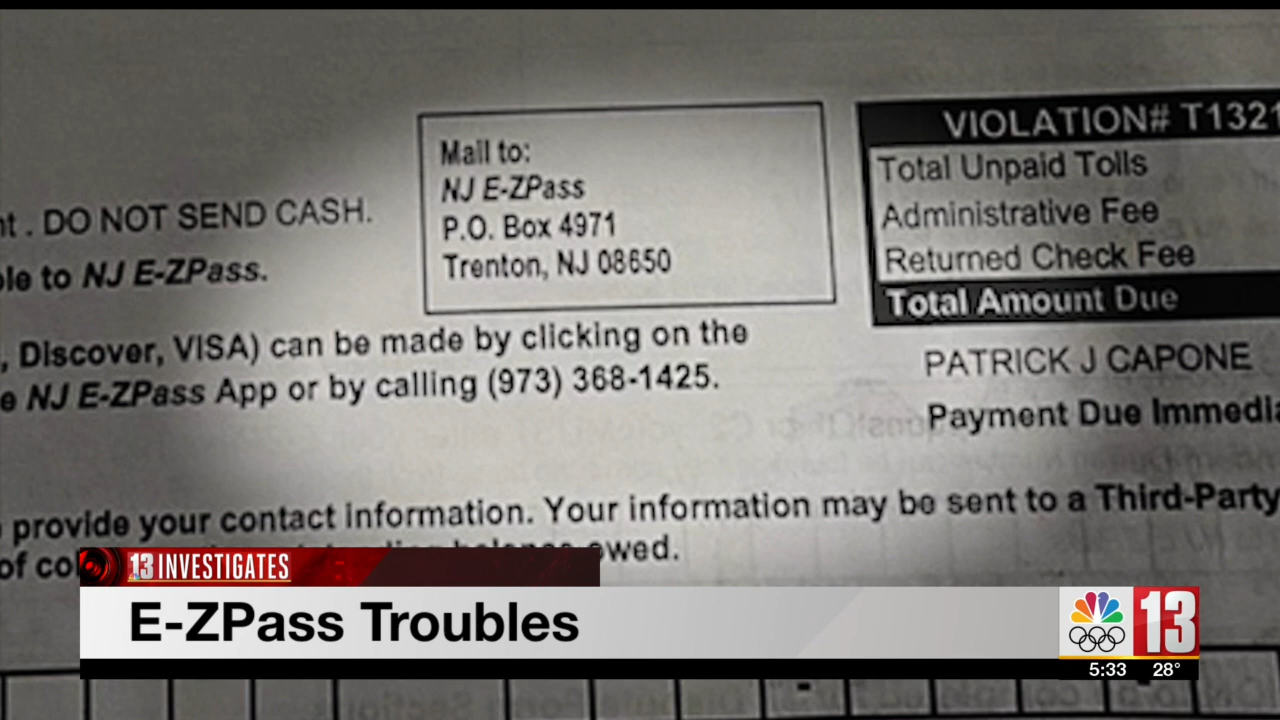 Mail to:
NJ E-ZPass
P.O. Box 4971
Trenton, NJ 08650
VIOLATION# T1321
Total Unpaid Tolls
Administrative Fee
Returned Check Fee
Total Amount Due
nt . DO NOT SEND CASH.
ble to NJ E-ZPass.
, Discover, VISA) can be made by clicking on the
e NJ E-ZPass App or by calling (973) 368-1425.
PATRICK J CAPONE
Payment Due Immedia
provide your contact information. Your information may be sent to a Third-Party
of co owed.
13 INVESTIGATES
E-ZPass Troubles
13
5:33 28°